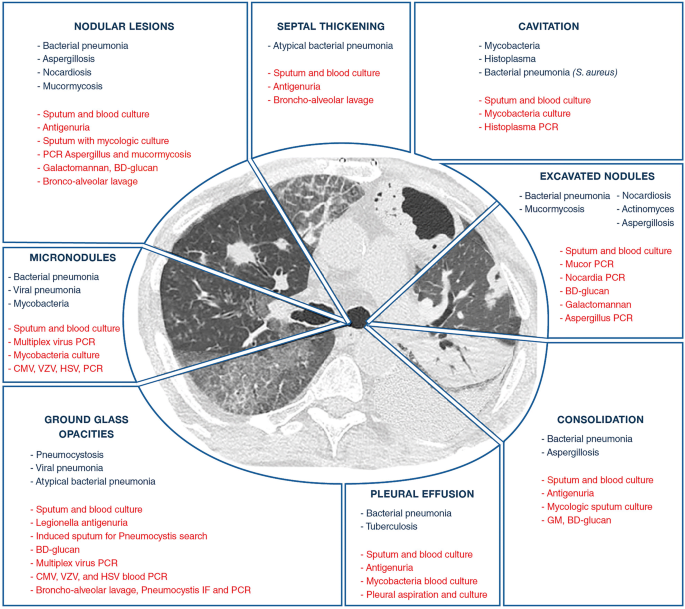 NODULAR LESIONS
- Bacterial pneumonia
- Aspergillosis
- Nocardiosis
- Mucormycosis
- Sputum and blood culture
- Antigenuria
- Sputum with mycologic culture
- PCR Aspergillus and mucormycosis
- Galactomannan, BD-glucan
- Bronco-alveolar lavage
SEPTAL THICKENING
- Atypical bacterial pneumonia
- Sputum and blood culture
- Antigenuria
- Broncho-alveolar lavage
CAVITATION
- Mycobacteria
- Histoplasma
- Bacterial pneumonia (S. aureus)
- Sputum and blood culture
- Mycobacteria culture
- Histoplasma PCR
EXCAVATED NODULES
- Bacterial pneumonia
- Mucormycosis
- Nocardiosis
- Actinomyces
- Aspergillosis
- Sputum and blood culture
- Mucor PCR
- Nocardia PCR
- BD-glucan
- Galactomannan
- Aspergillus PCR
MICRONODULES
- Bacterial pneumonia
- Viral pneumonia
- Mycobacteria
- Sputum and blood culture
- Multiplex virus PCR
- Mycobacteria culture
- CMV, VZV, HSV, PCR
GROUND GLASS
OPACITIES
- Pneumocystosis
- Viral pneumonia
- Atypical bacterial pneumonia
- Sputum and blood culture
- Legionella antigenuria
- Induced sputum for Pneumocystis search
- BD-glucan
- Multiplex virus PCR
- CMV, VZV, and HSV blood PCR
- Broncho-alveolar lavage, Pneumocystis IF and PCR
PLEURAL EFFUSION
- Bacterial pneumonia
- Tuberculosis
- Sputum and blood culture
- Antigenuria
- Mycobacteria blood culture
- Pleural aspiration and culture
CONSOLIDATION
- Bacterial pneumonia
- Aspergillosis
- Sputum and blood culture
- Antigenuria
- Mycologic sputum culture
- GM, BD-glucan